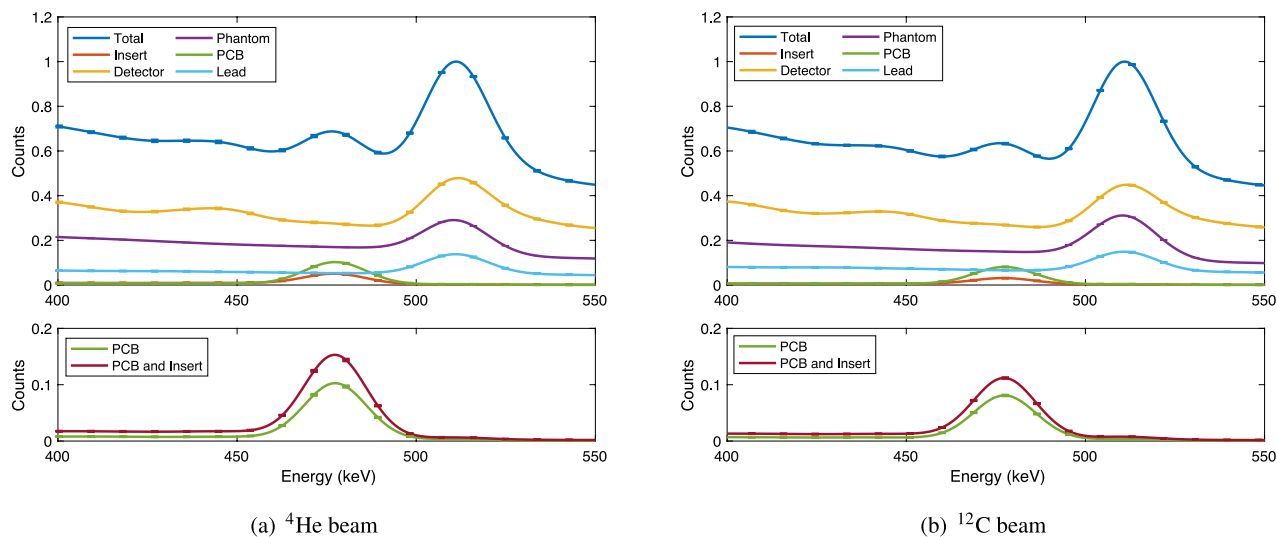 1.2
1
0.8
0.6
0.4
0.2
0
Counts
Total
Insert
Detector
Phantom
PCB
Lead
400
450
500
550
0.2
0.1
0
Counts
PCB
PCB and Insert
400
450
500
550
Energy (keV)
(a) ⁴He beam
1.2
1
0.8
0.6
0.4
0.2
0
Counts
Total
Insert
Detector
Phantom
PCB
Lead
400
450
500
550
0.2
0.1
0
Counts
PCB
PCB and Insert
400
450
500
550
Energy (keV)
(b) ¹²C beam